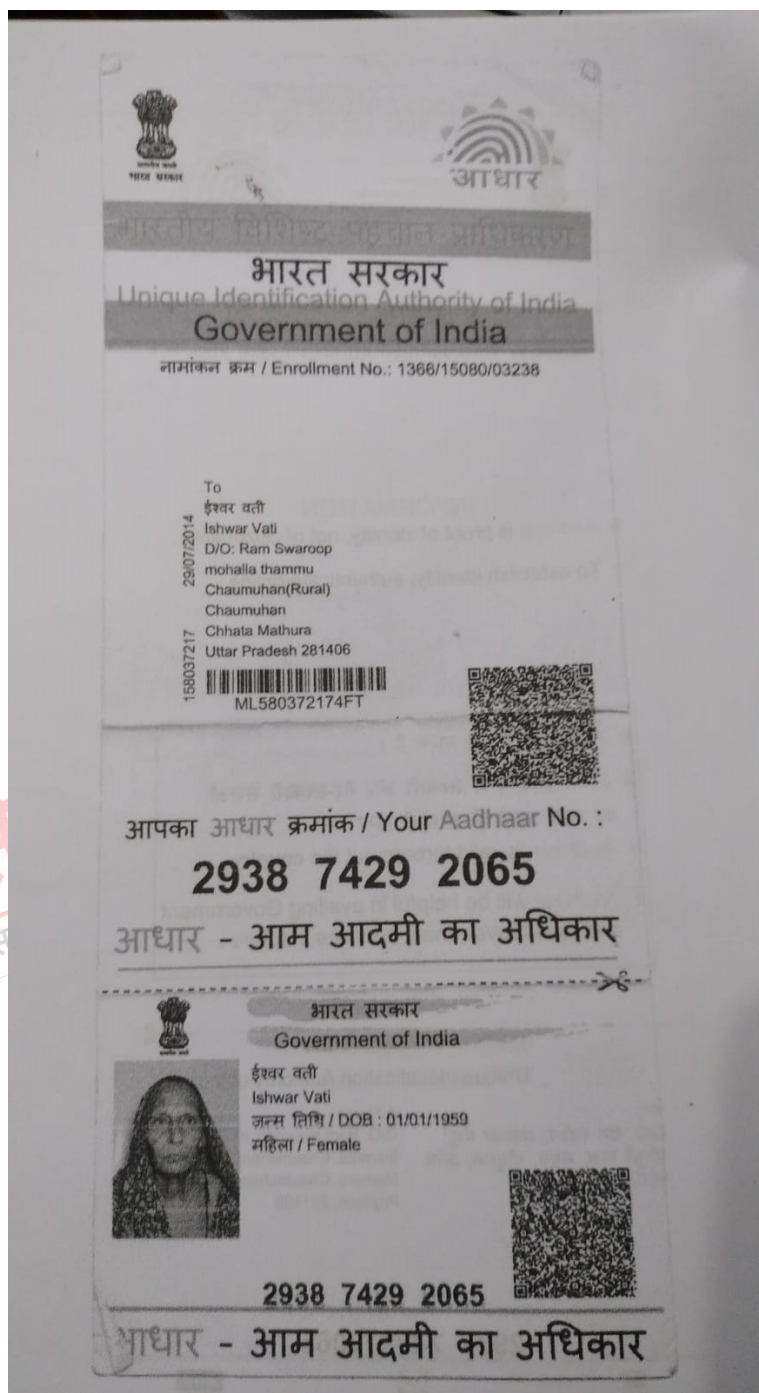 भारत सरकार
आधार
भारतीय विशिष्ट पहचान प्राधिकरण
भारत सरकार
Unique Identification Authority of India
Government of India
नामांकन क्रम / Enrollment No.: 1366/15080/03238
To
ईश्वर वती
Ishwar Vati
D/O: Ram Swaroop
mohalla thammu
Chaumuhan(Rural)
Chaumuhan
Chhata Mathura
Uttar Pradesh 281406
29/07/2014
158037217
ML580372174FT
आपका आधार क्रमांक / Your Aadhaar No. :
2938 7429 2065
आधार - आम आदमी का अधिकार
भारत सरकार
Government of India
ईश्वर वती
Ishwar Vati
जन्म तिथि / DOB : 01/01/1959
महिला / Female
2938 7429 2065
आधार - आम आदमी का अधिकार